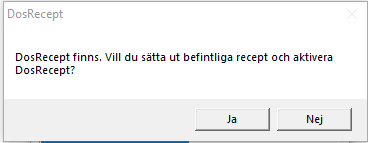 DosRecept
DosRecept finns. Vill du sätta ut befintliga recept och aktivera
DosRecept?
Ja
Nej